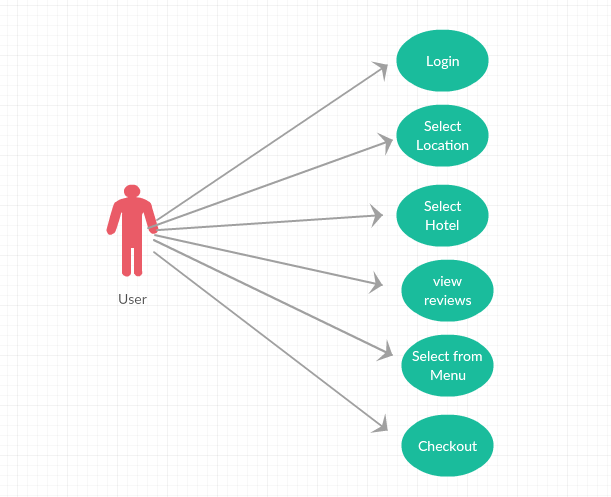 Login
Select
Location
Select
Hotel
view
reviews
Select from
Menu
Checkout
User